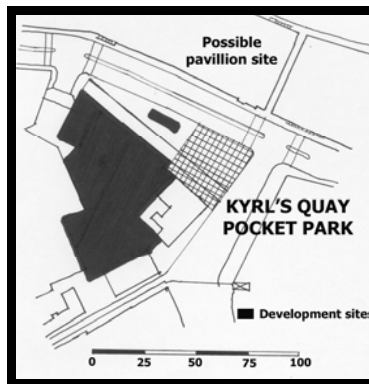 Possible
pavillion site
KYRL'S QUAY
POCKET PARK
Development sites
0 25 50 75 100